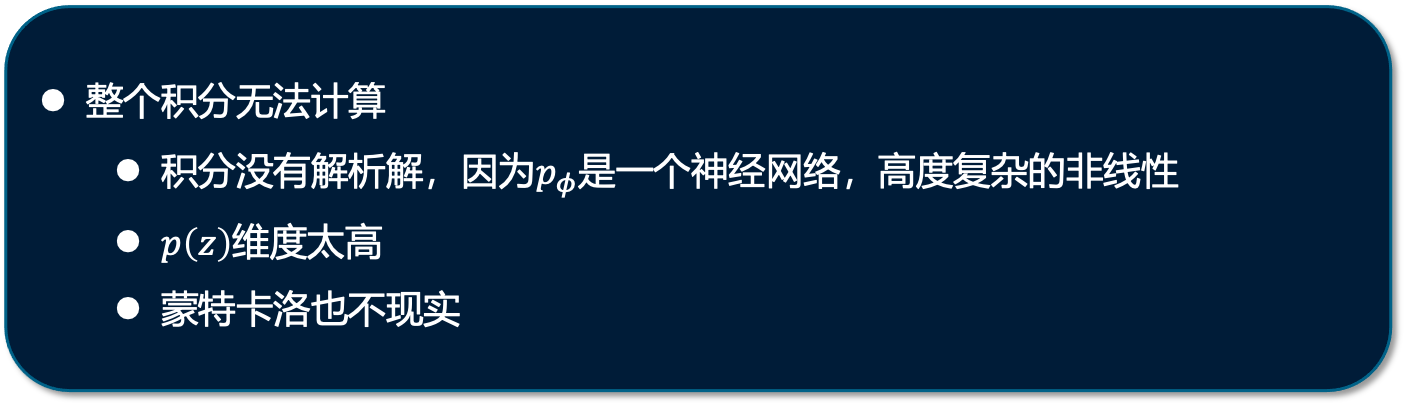 ● 整个积分无法计算
● 积分没有解析解，因为𝑝𝜙是一个神经网络，高度复杂的非线性
● 𝑝(𝑧)维度太高
● 蒙特卡洛也不现实